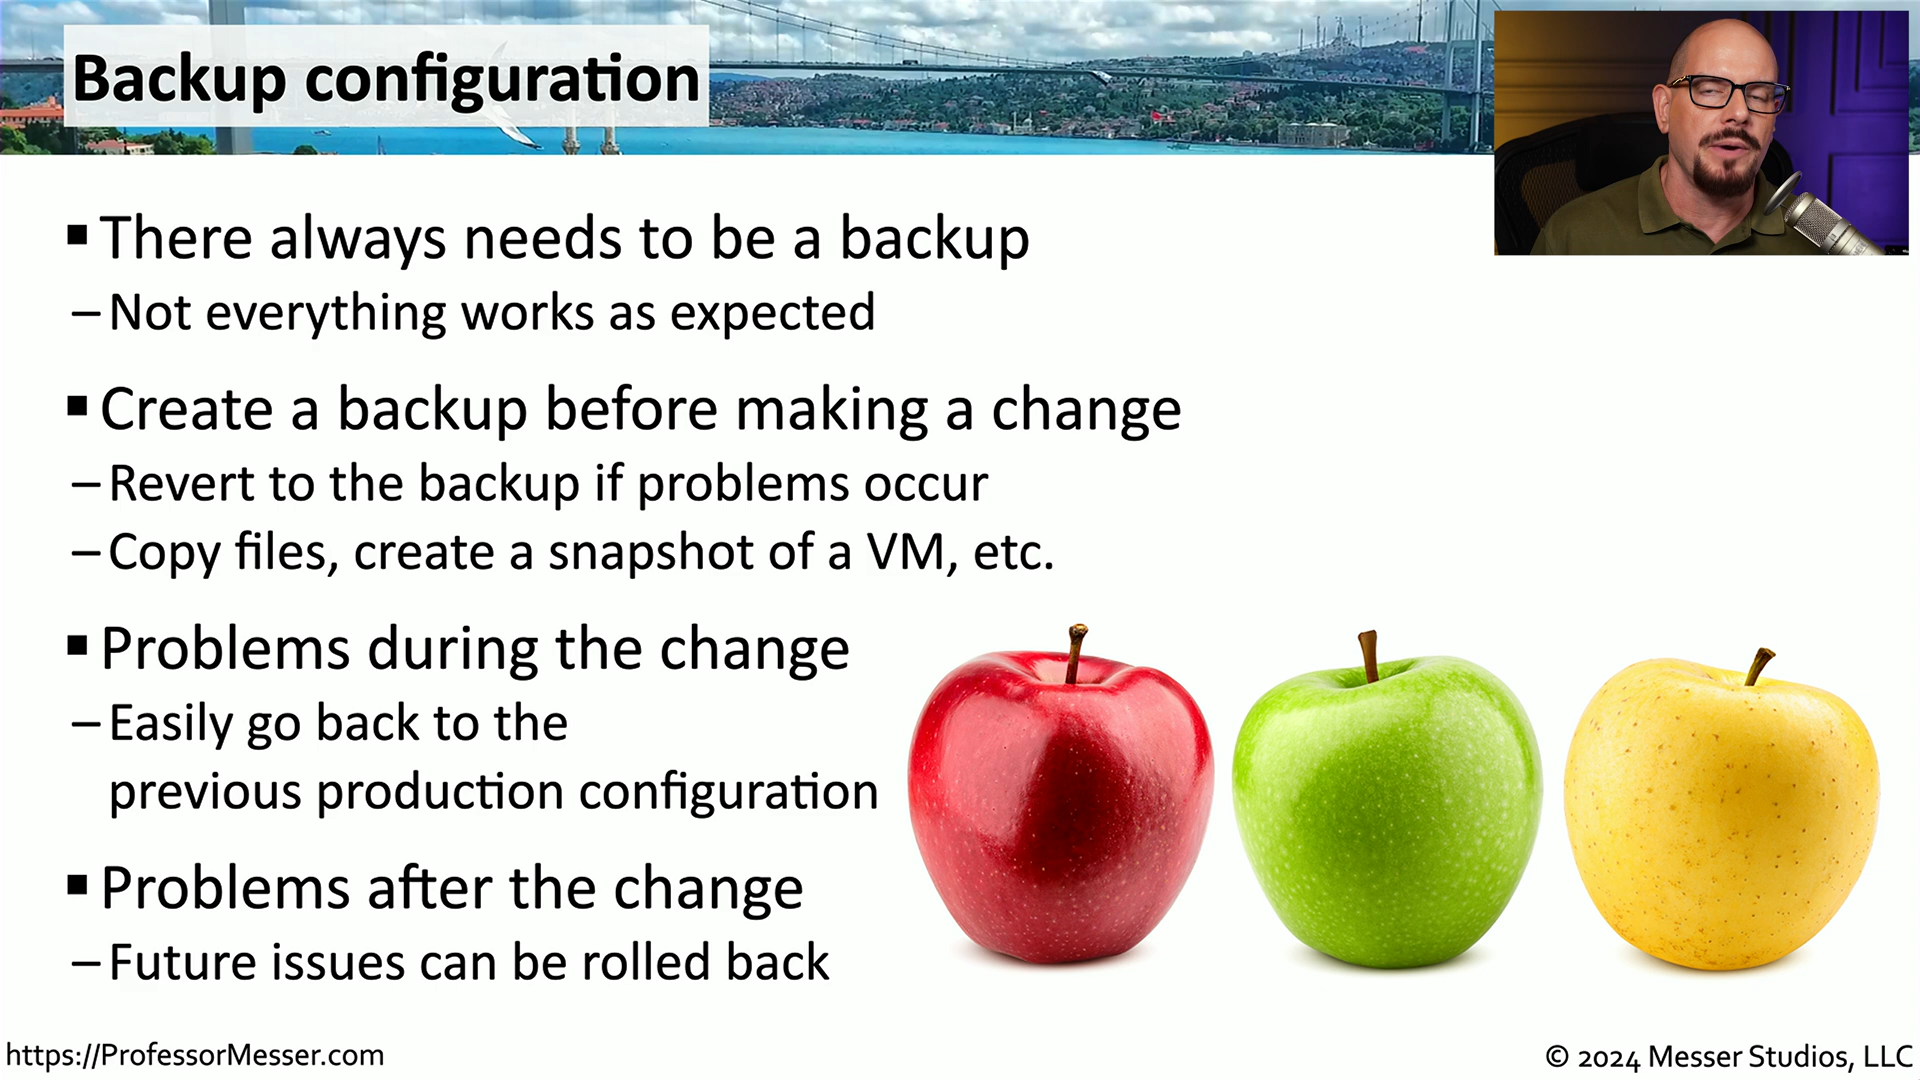 Backup configuration
▪ There always needs to be a backup
– Not everything works as expected
▪ Create a backup before making a change
– Revert to the backup if problems occur
– Copy files, create a snapshot of a VM, etc.
▪ Problems during the change
– Easily go back to the
previous production configuration
▪ Problems after the change
– Future issues can be rolled back
https://ProfessorMesser.com
© 2024 Messer Studios, LLC